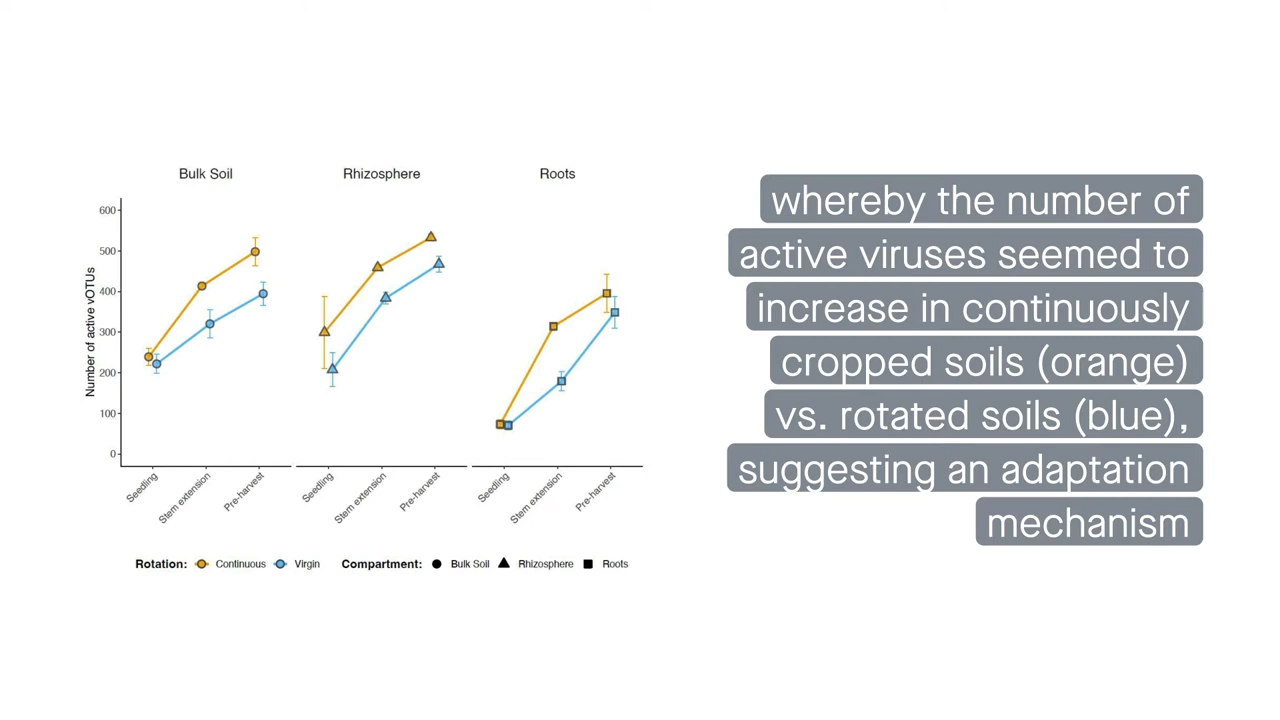 Bulk Soil
Rhizosphere
Roots
Number of active vOTUs
600
500
400
300
200
100
0
Seedling
Stem extension
Pre-harvest
Seedling
Stem extension
Pre-harvest
Seedling
Stem extension
Pre-harvest
Rotation: Continuous Virgin Compartment: Bulk Soil Rhizosphere Roots
whereby the number of
active viruses seemed to
increase in continuously
cropped soils (orange)
vs. rotated soils (blue),
suggesting an adaptation
mechanism